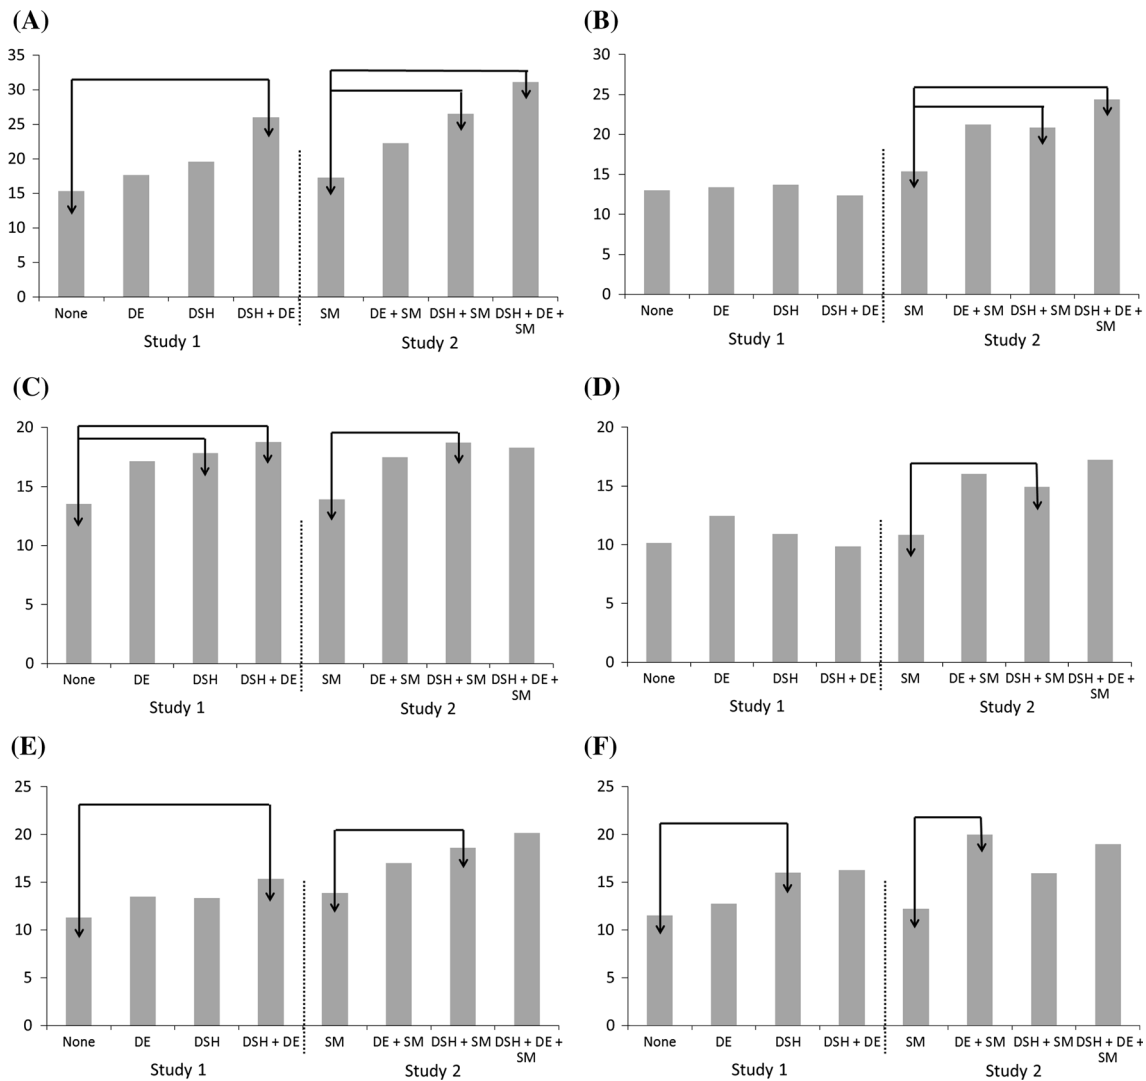 (A)
35
30
25
20
15
10
5
0
None DE DSH DSH + DE SM DE + SM DSH + SM DSH + DE +
SM
Study 1 Study 2
(B)
30
25
20
15
10
5
0
None DE DSH DSH + DE SM DE + SM DSH + SM DSH + DE +
SM
Study 1 Study 2
(C)
20
15
10
5
0
None DE DSH DSH + DE SM DE + SM DSH + SM DSH + DE +
SM
Study 1 Study 2
(D)
20
15
10
5
0
None DE DSH DSH + DE SM DE + SM DSH + SM DSH + DE +
SM
Study 1 Study 2
(E)
25
20
15
10
5
0
None DE DSH DSH + DE SM DE + SM DSH + SM DSH + DE +
SM
Study 1 Study 2
(F)
25
20
15
10
5
0
None DE DSH DSH + DE SM DE + SM DSH + SM DSH + DE +
SM
Study 1 Study 2